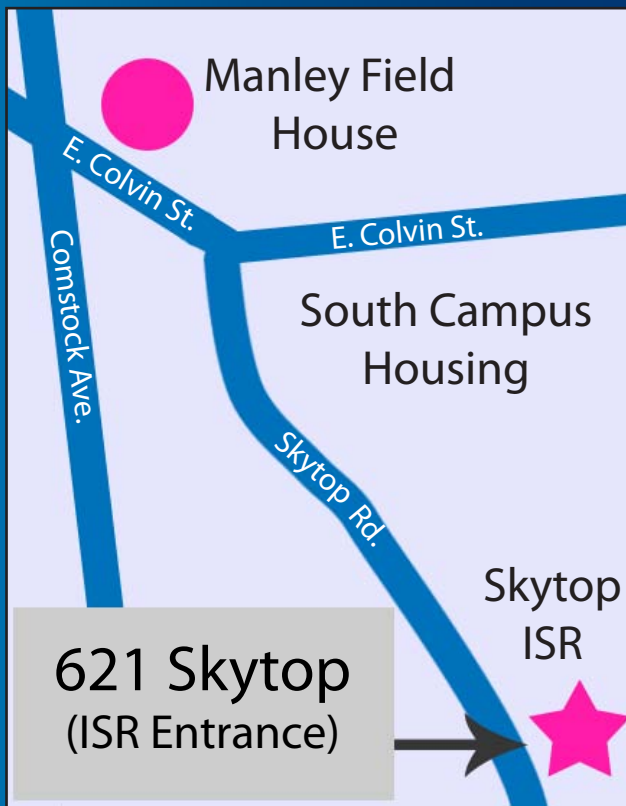 Manley Field
House
E. Colvin St.
E. Colvin St.
Comstock Ave.
South Campus
Housing
Skytop Rd.
Skytop
ISR
621 Skytop
(ISR Entrance)